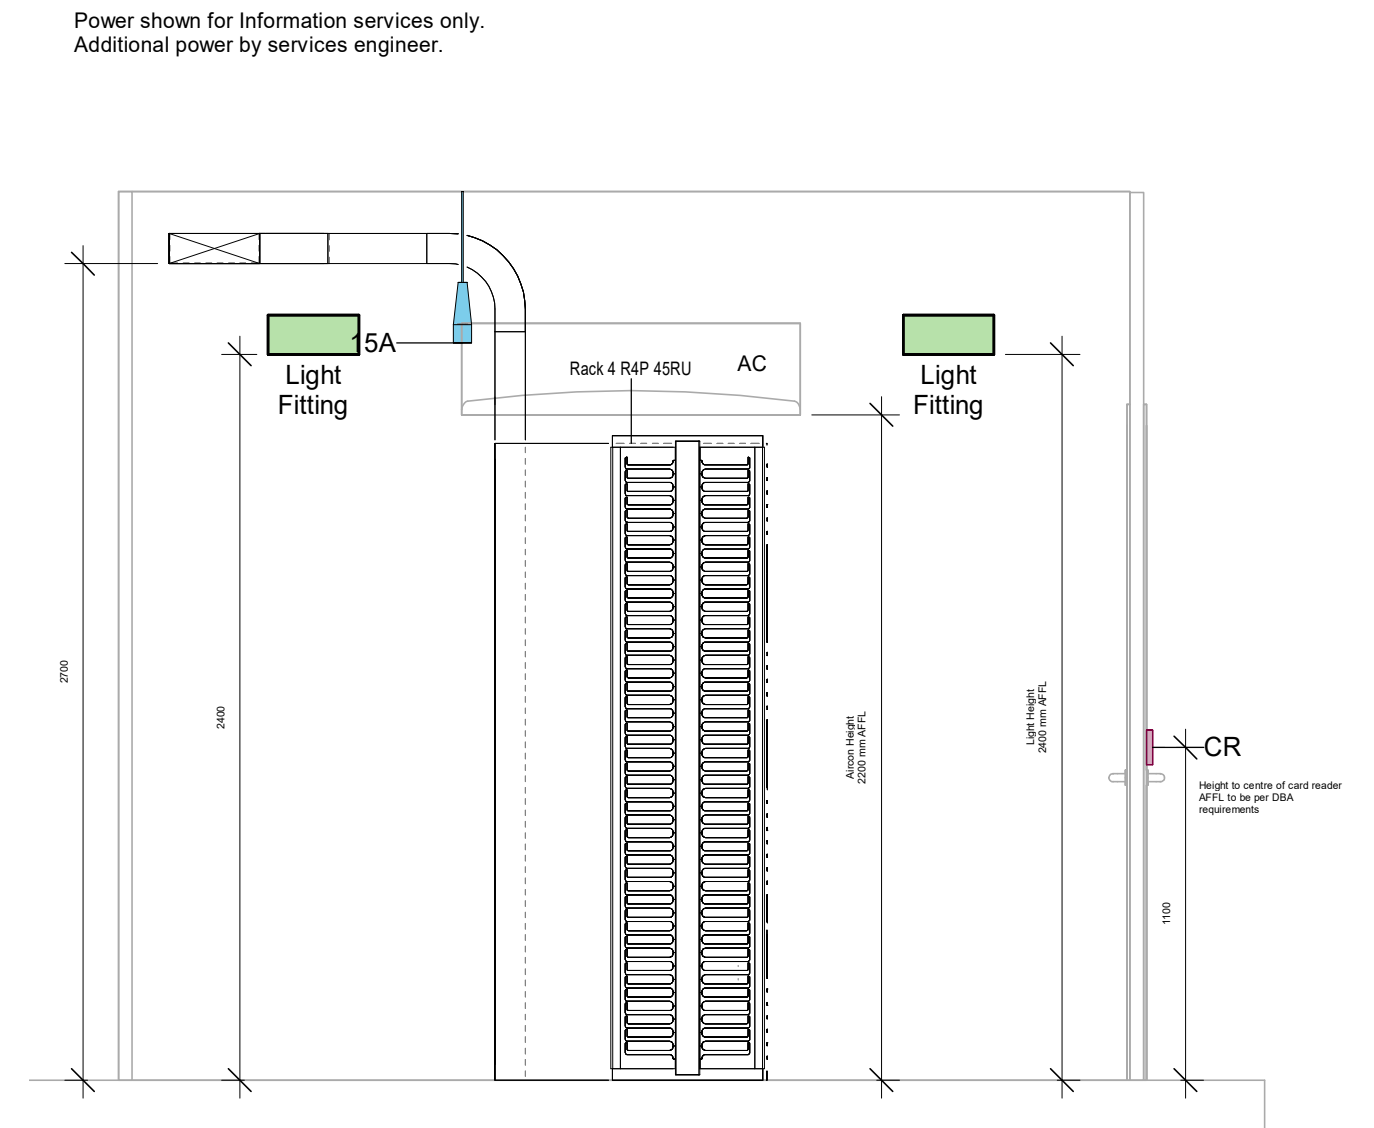 Power shown for Information services only.
Additional power by services engineer.
15A
Light
Fitting
Rack 4 R4P 45RU
AC
Light
Fitting
2700
2400
Aircon Height
2200 mm AFFL
Light Height
2400 mm AFFL
CR
Height to centre of card reader
AFFL to be per DBA
requirements
1100